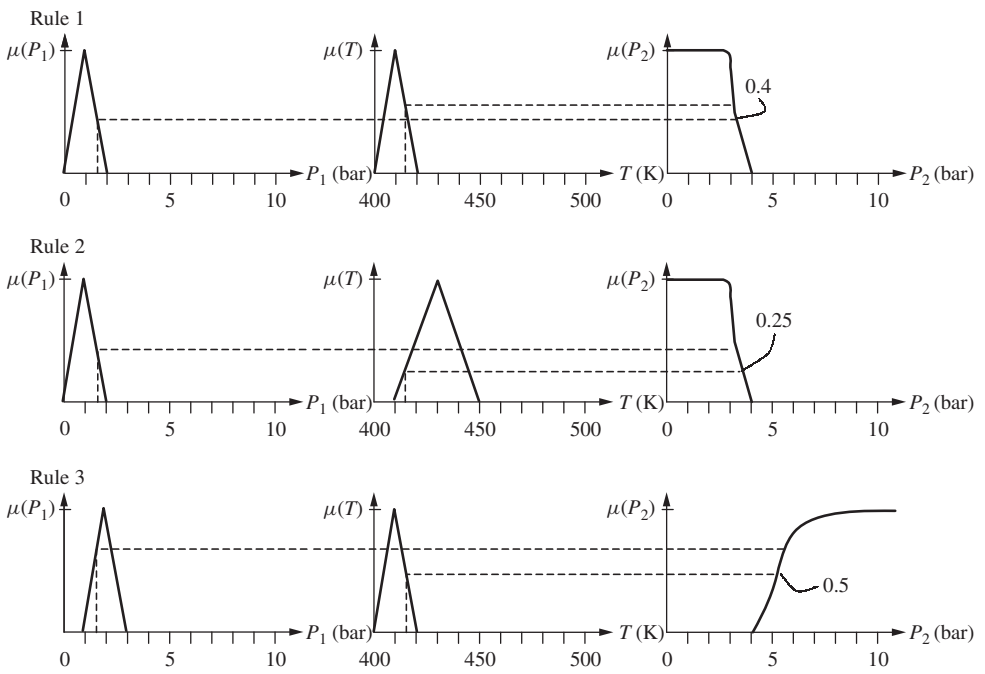 Rule 1
μ(P1) μ(T) μ(P2)
0.4
P1 (bar) T (K) P2 (bar)
0 5 10 400 450 500 0 5 10
Rule 2
μ(P1) μ(T) μ(P2)
0.25
P1 (bar) T (K) P2 (bar)
0 5 10 400 450 500 0 5 10
Rule 3
μ(P1) μ(T) μ(P2)
0.5
P1 (bar) T (K) P2 (bar)
0 5 10 400 450 500 0 5 10